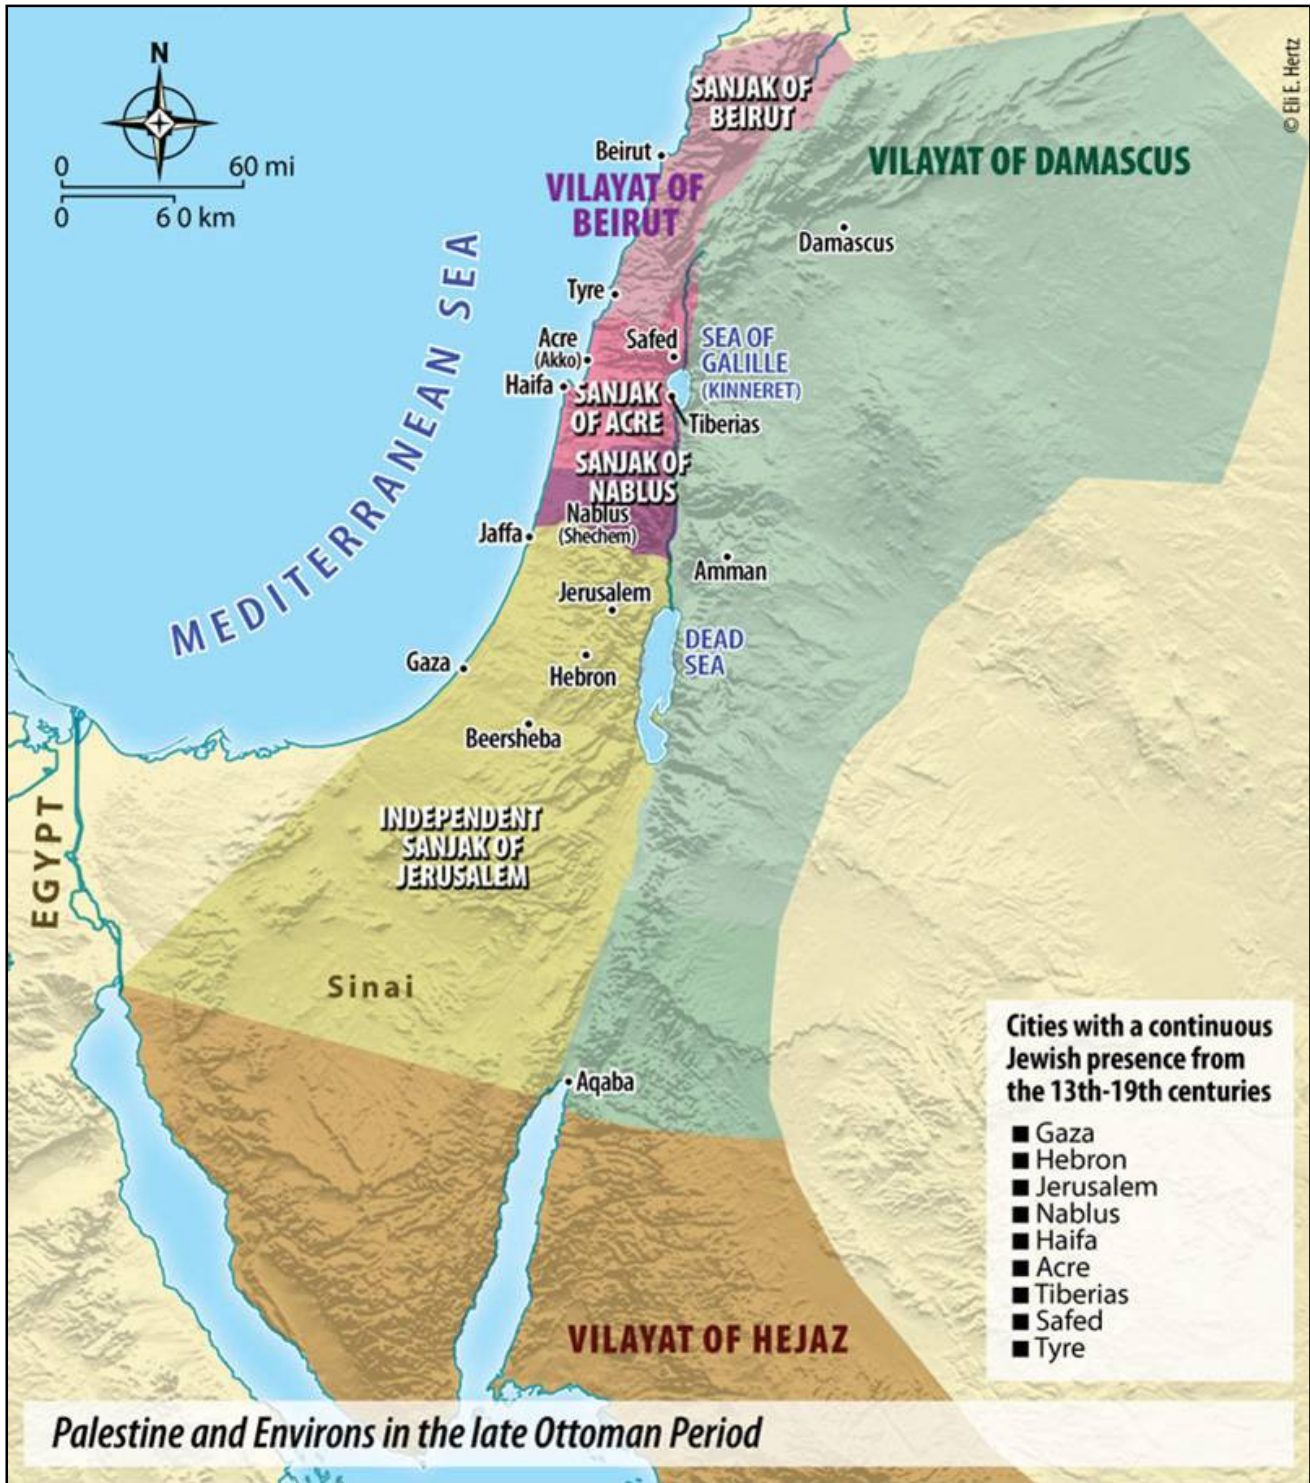 © Eli E. Hertz
N
0 60 mi
0 60 km
SANJAK OF
BEIRUT
Beirut
VILAYAT OF DAMASCUS
VILAYAT OF
BEIRUT
Damascus
MEDITERRANEAN SEA
Tyre
Acre
(Akko)
Safed
SEA OF
GALILLE
(KINNERET)
Haifa
SANJAK
OF ACRE
Tiberias
SANJAK OF
NABLUS
Nablus
(Shechem)
Jaffa
Amman
Jerusalem
DEAD
SEA
Gaza
Hebron
Beersheba
EGYPT
INDEPENDENT
SANJAK OF
JERUSALEM
Sinai
Aqaba
Cities with a continuous
Jewish presence from
the 13th-19th centuries
Gaza
Hebron
Jerusalem
Nablus
Haifa
Acre
Tiberias
Safed
Tyre
VILAYAT OF HEJAZ
Palestine and Environs in the late Ottoman Period